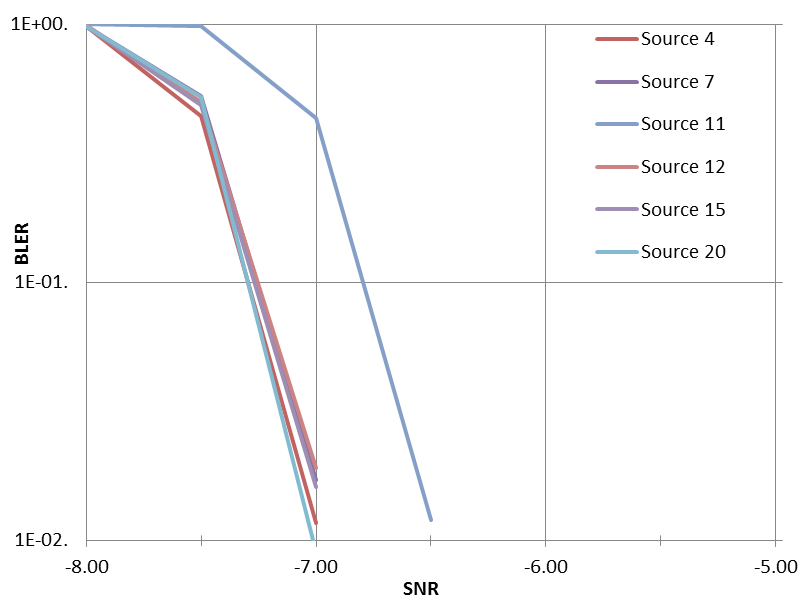 1E+00.
Source 4
Source 7
Source 11
Source 12
Source 15
Source 20
BLER
1E-01.
1E-02.
-8.00 -7.00 -6.00 -5.00
SNR